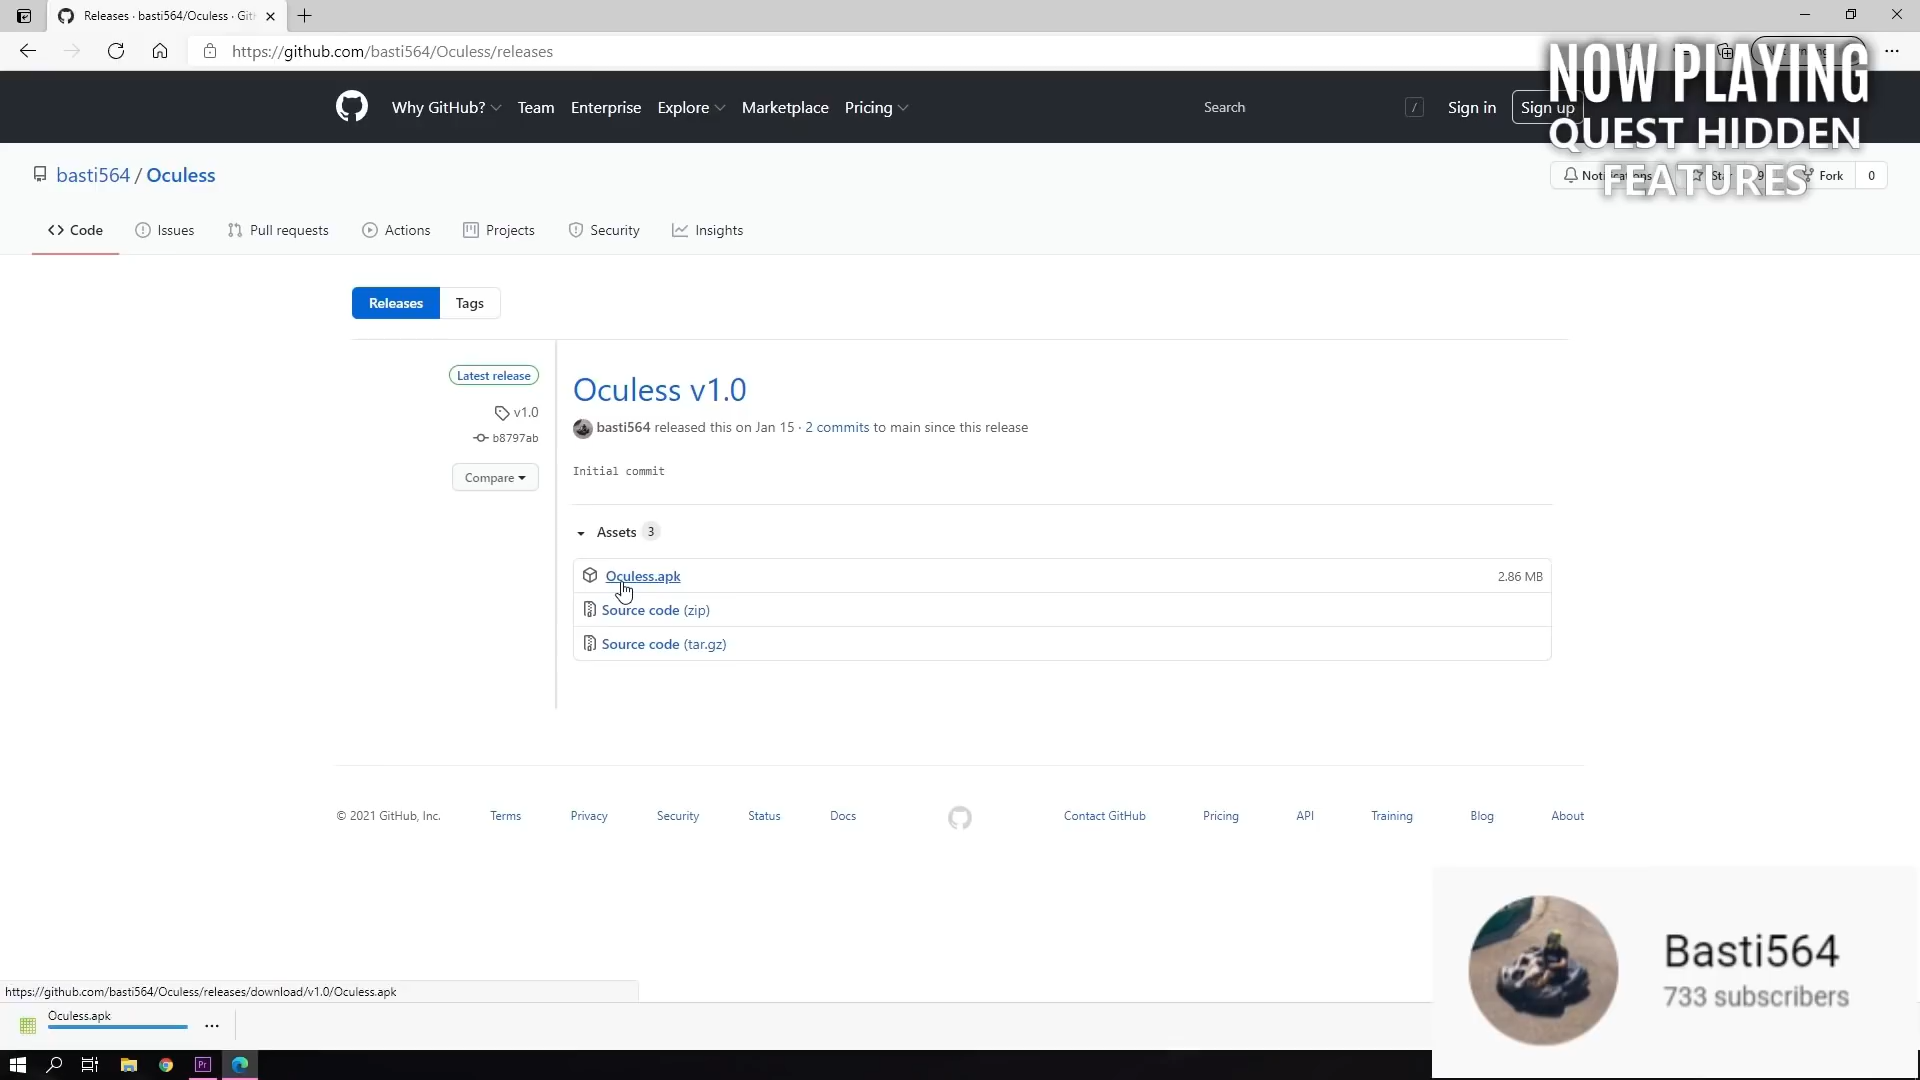 Releases · basti564/Oculess · Git
https://github.com/basti564/Oculess/releases
NOW PLAYING
QUEST HIDDEN
FEATURES
Why GitHub? Team Enterprise Explore Marketplace Pricing Search / Sign in Sign up
basti564 / Oculess
Notifications Star Fork 0
Code Issues Pull requests Actions Projects Security Insights
Releases Tags
Latest release
v1.0
b8797ab
Compare
Oculess v1.0
basti564 released this on Jan 15 · 2 commits to main since this release
Initial commit
Assets 3
Oculess.apk 2.86 MB
Source code (zip)
Source code (tar.gz)
© 2021 GitHub, Inc. Terms Privacy Security Status Docs Contact GitHub Pricing API Training Blog About
Basti564
733 subscribers
https://github.com/basti564/Oculess/releases/download/v1.0/Oculess.apk
Oculess.apk
Pr